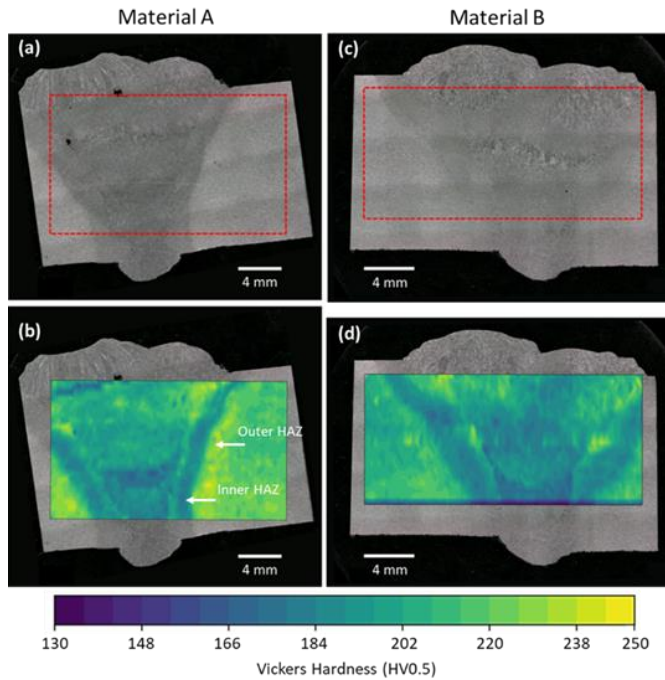 Material A
Material B
(a)
4 mm
(c)
4 mm
(b)
Outer HAZ
Inner HAZ
4 mm
(d)
4 mm
130 148 166 184 202 220 238 250
Vickers Hardness (HV0.5)